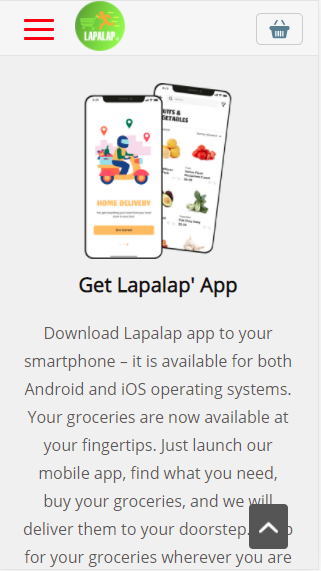 LAPALAP
FRUITS &
VEGETABLES
HOME DELIVERY
Get Lapalap' App
Download Lapalap app to your
smartphone – it is available for both
Android and iOS operating systems.
Your groceries are now available at
your fingertips. Just launch our
mobile app, find what you need,
buy your groceries, and we will
deliver them to your doorstep.
for your groceries wherever you are